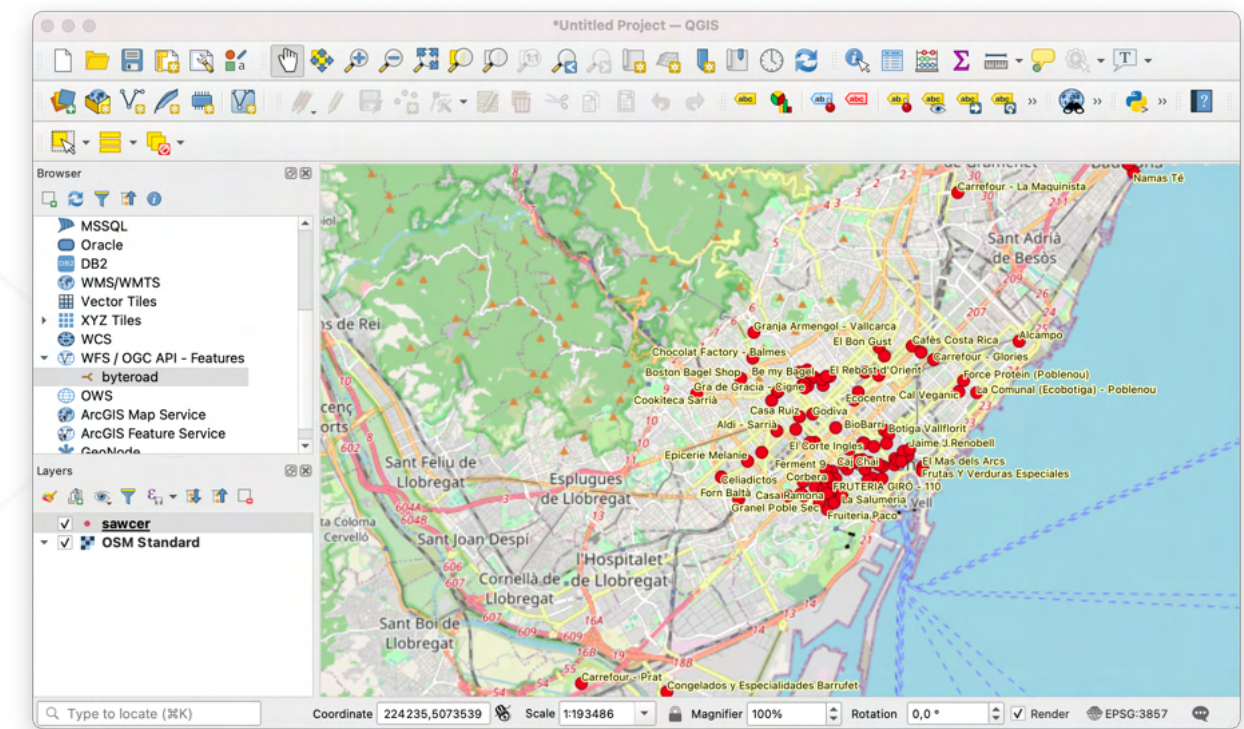 *Untitled Project — QGIS
Browser
MSSQL
Oracle
DB2
WMS/WMTS
Vector Tiles
XYZ Tiles
WCS
WFS / OGC API - Features
byteroad
OWS
ArcGIS Map Service
ArcGIS Feature Service
GeoNode
Layers
sawcer
OSM Standard
Namas Té
Carrefour - La Maquinista
Sant Adrià
de Besòs
Granja Armengol - Vallcarca
El Bon Gust
Cafès Costa Rica
Alcampo
Chocolat Factory - Balmes
Carrefour - Glories
Boston Bagel Shop
Be my Bagel
El Rebost d'Orient
Force Protein (Poblenou)
Gra de Gracia - Cigne
La Comunal (Ecobotiga) - Poblenou
Cookiteca Sarrià
Ecocentre
Cal Veganic
Casa Ruiz
Godiva
Aldi - Sarrià
BioBarri
Botiga Vallflorit
El Corte Ingles
Jaume J.Renobell
Epicerie Melanie
Ferment 9
Caj Chai
El Mas dels Arcs
Sant Feliu de
Llobregat
Esplugues
de Llobregat
Celiadictos
Corbera
FRUTERIA GIRO - 110
Frutas Y Verduras Especiales
Forn Baltà
Casa Ramona
La Salumeria
Vell
Granel Poble Sec
Fruiteria Paco
ta Coloma
Cervelló
Sant Joan Despí
l'Hospitalet
de Llobregat
Cornellà de
Llobregat
Sant Boi de
Llobregat
Carrefour - Prat
Congelados y Especialidades Barrufet
Type to locate (⌘K)
Coordinate 224235,5073539 Scale 1:193486 Magnifier 100% Rotation 0,0 ° Render EPSG:3857